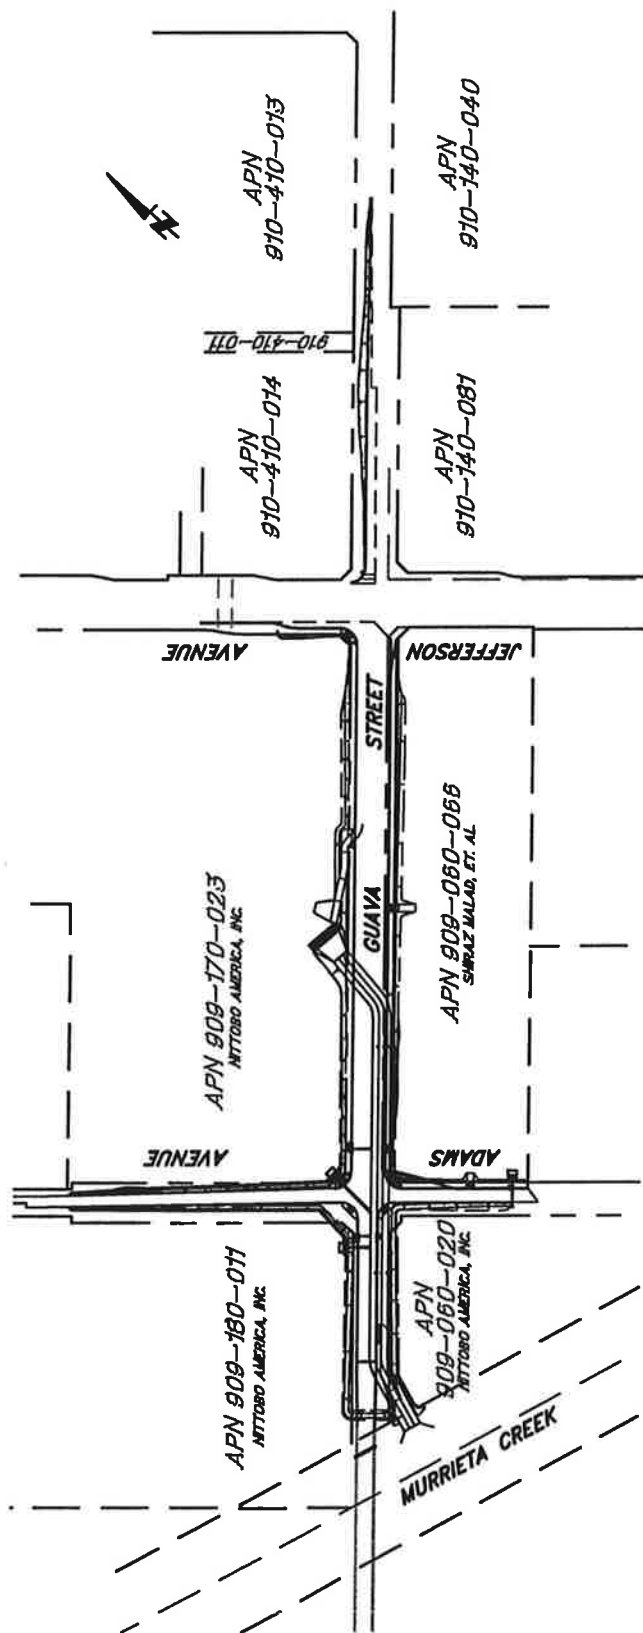 APN
910-410-013
APN
910-140-040
N
910-410-011
APN
910-410-014
APN
910-140-081
AVENUE
JEFFERSON
STREET
GUAVA
APN 909-170-023
NITTOBO AMERICA, INC.
APN 909-060-066
SHIRAZ MALAD, ET. AL.
AVENUE
ADAMS
APN 909-180-011
NITTOBO AMERICA, INC.
APN
909-060-020
NITTOBO AMERICA, INC.
MURRIETA CREEK